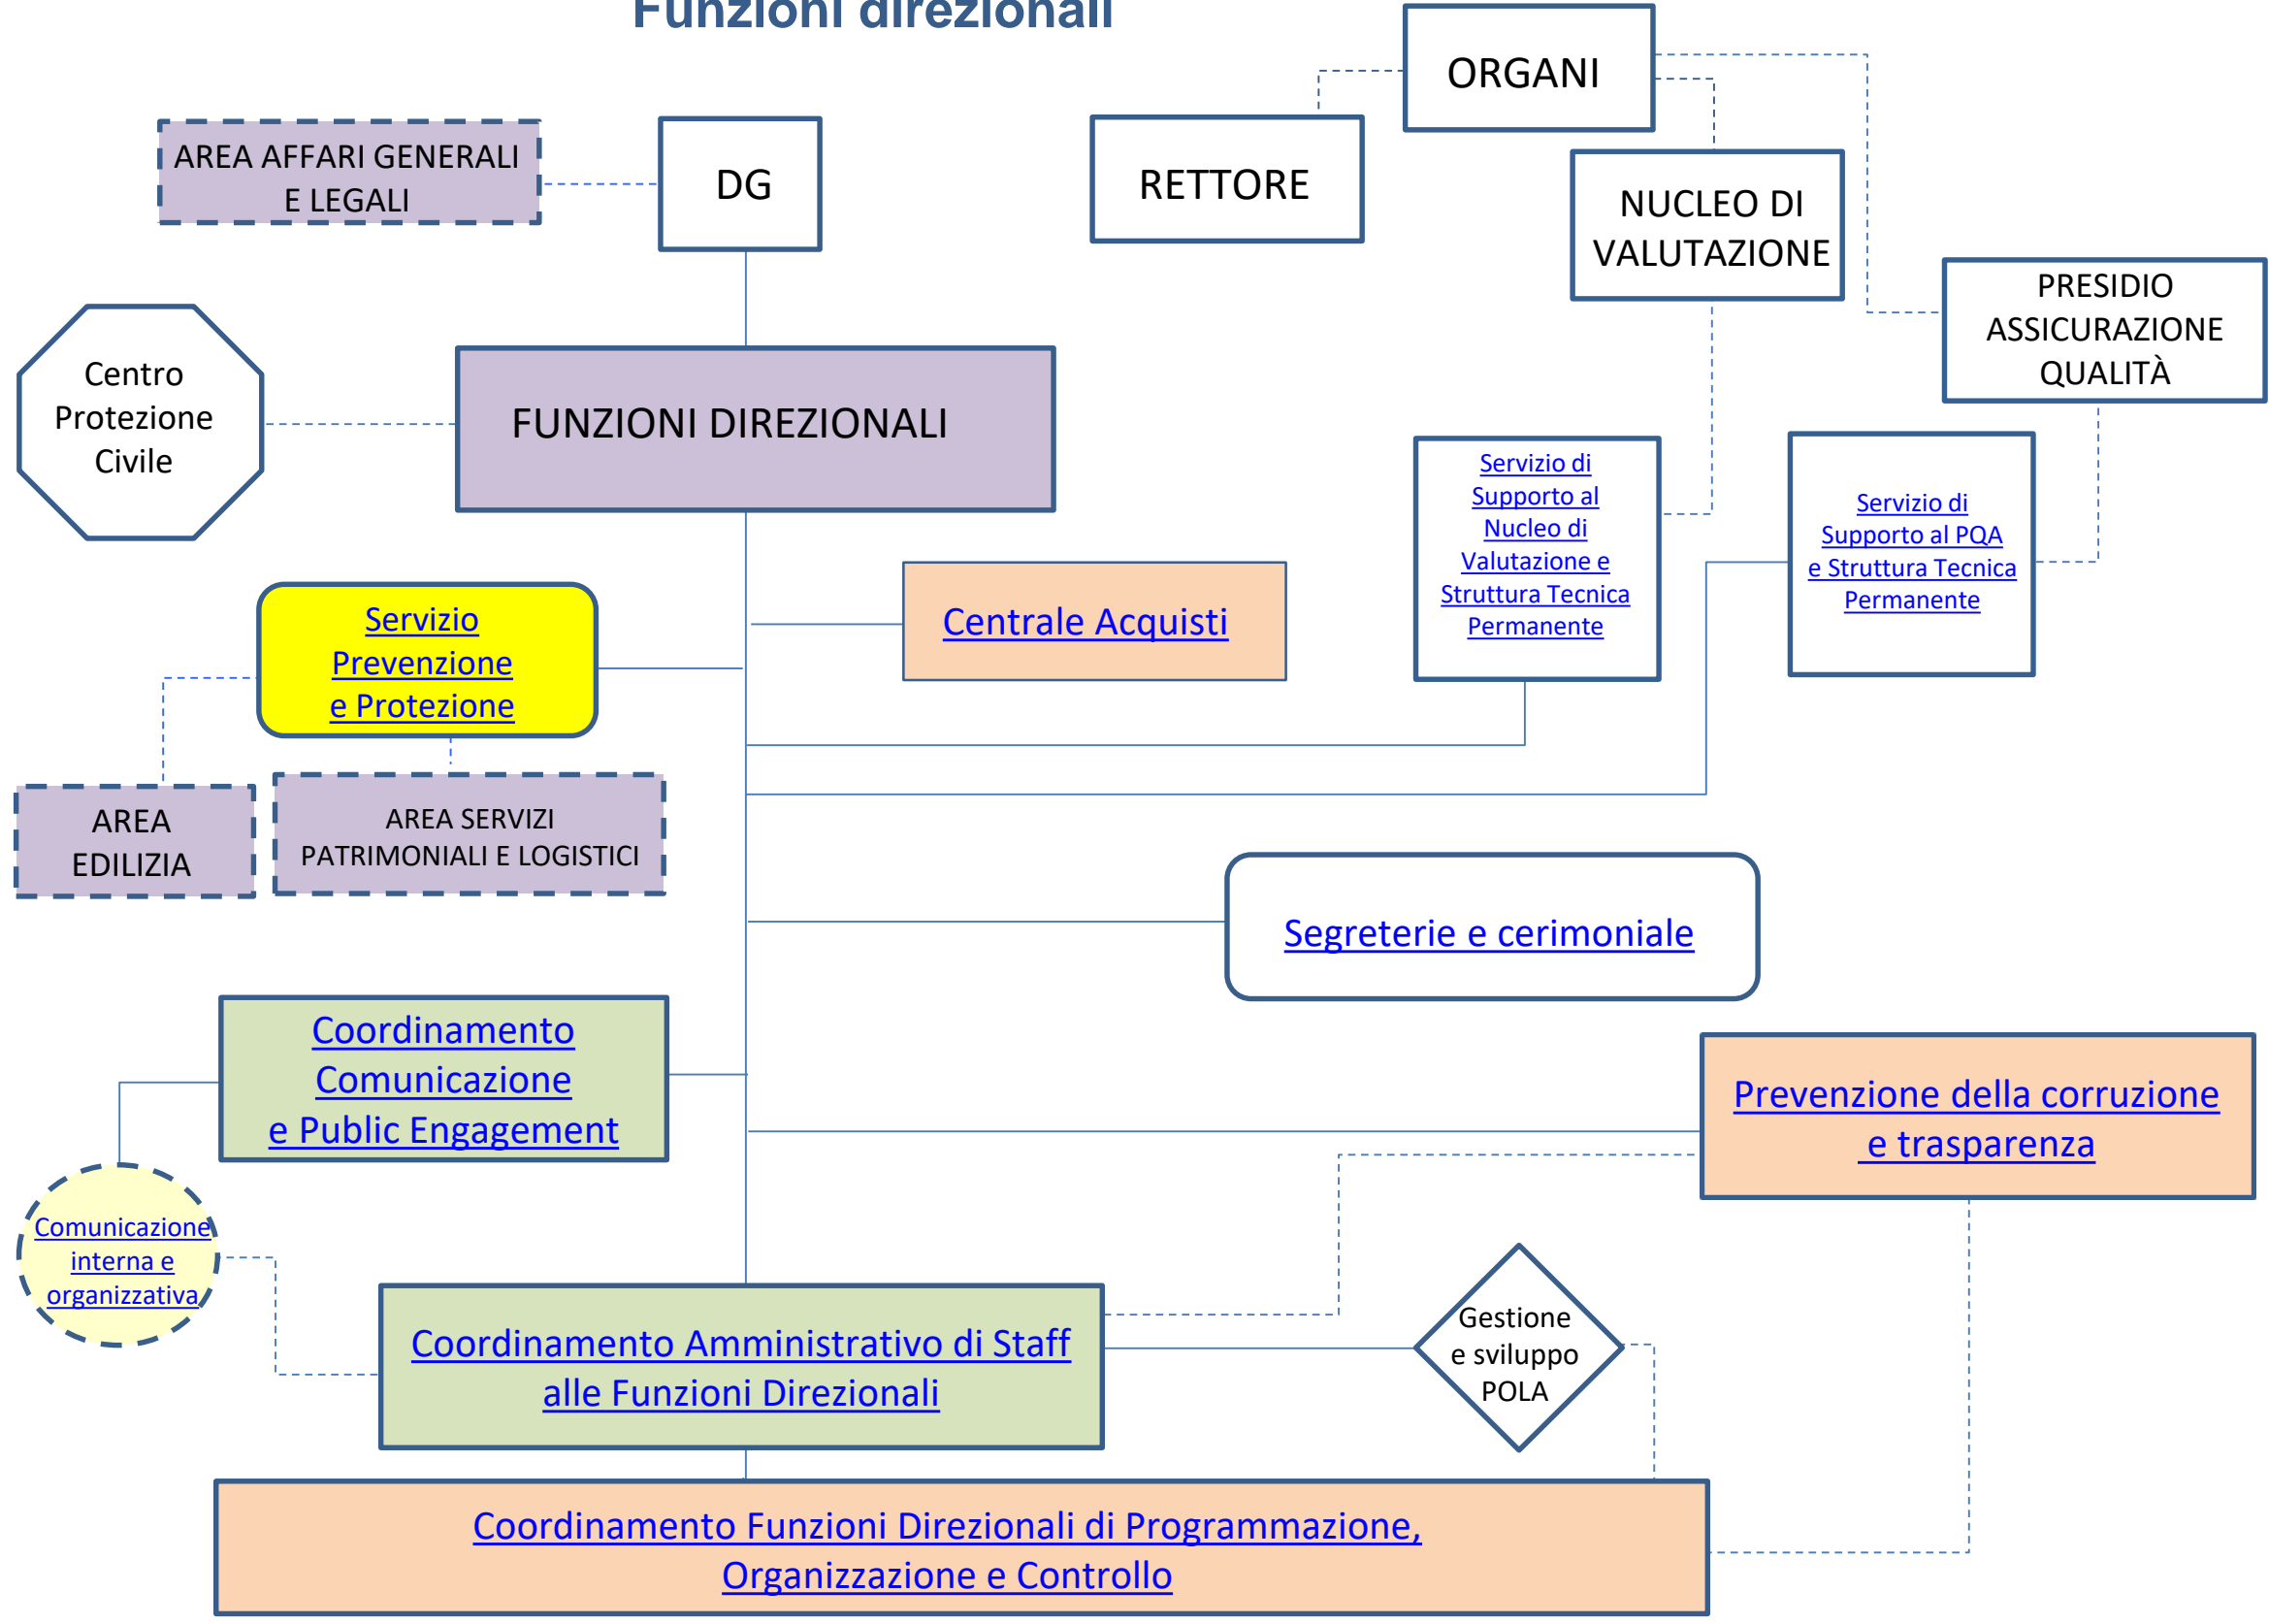 Funzioni direzionali
ORGANI
AREA AFFARI GENERALI
E LEGALI
DG
RETTORE
NUCLEO DI
VALUTAZIONE
PRESIDIO
ASSICURAZIONE
QUALITÀ
Centro
Protezione
Civile
FUNZIONI DIREZIONALI
Servizio di
Supporto al
Nucleo di
Valutazione e
Struttura Tecnica
Permanente
Servizio di
Supporto al PQA
e Struttura Tecnica
Permanente
Servizio
Prevenzione
e Protezione
Centrale Acquisti
AREA
EDILIZIA
AREA SERVIZI
PATRIMONIALI E LOGISTICI
Segreterie e cerimoniale
Coordinamento
Comunicazione
e Public Engagement
Prevenzione della corruzione
e trasparenza
Comunicazione
interna e
organizzativa
Coordinamento Amministrativo di Staff
alle Funzioni Direzionali
Gestione
e sviluppo
POLA
Coordinamento Funzioni Direzionali di Programmazione,
Organizzazione e Controllo